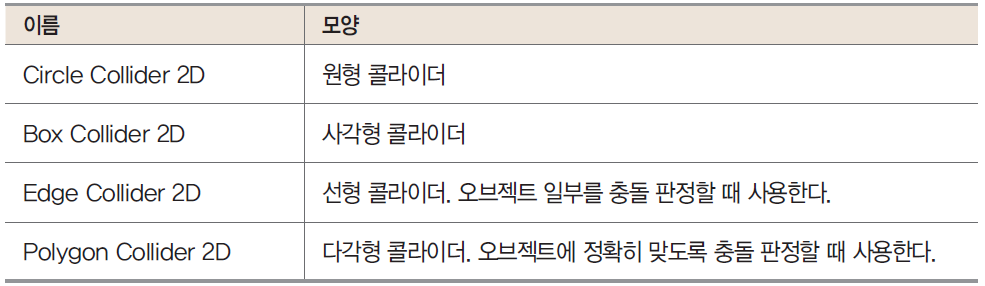 이름 모양
Circle Collider 2D 원형 콜라이더
Box Collider 2D 사각형 콜라이더
Edge Collider 2D 선형 콜라이더. 오브젝트 일부를 충돌 판정할 때 사용한다.
Polygon Collider 2D 다각형 콜라이더. 오브젝트에 정확히 맞도록 충돌 판정할 때 사용한다.